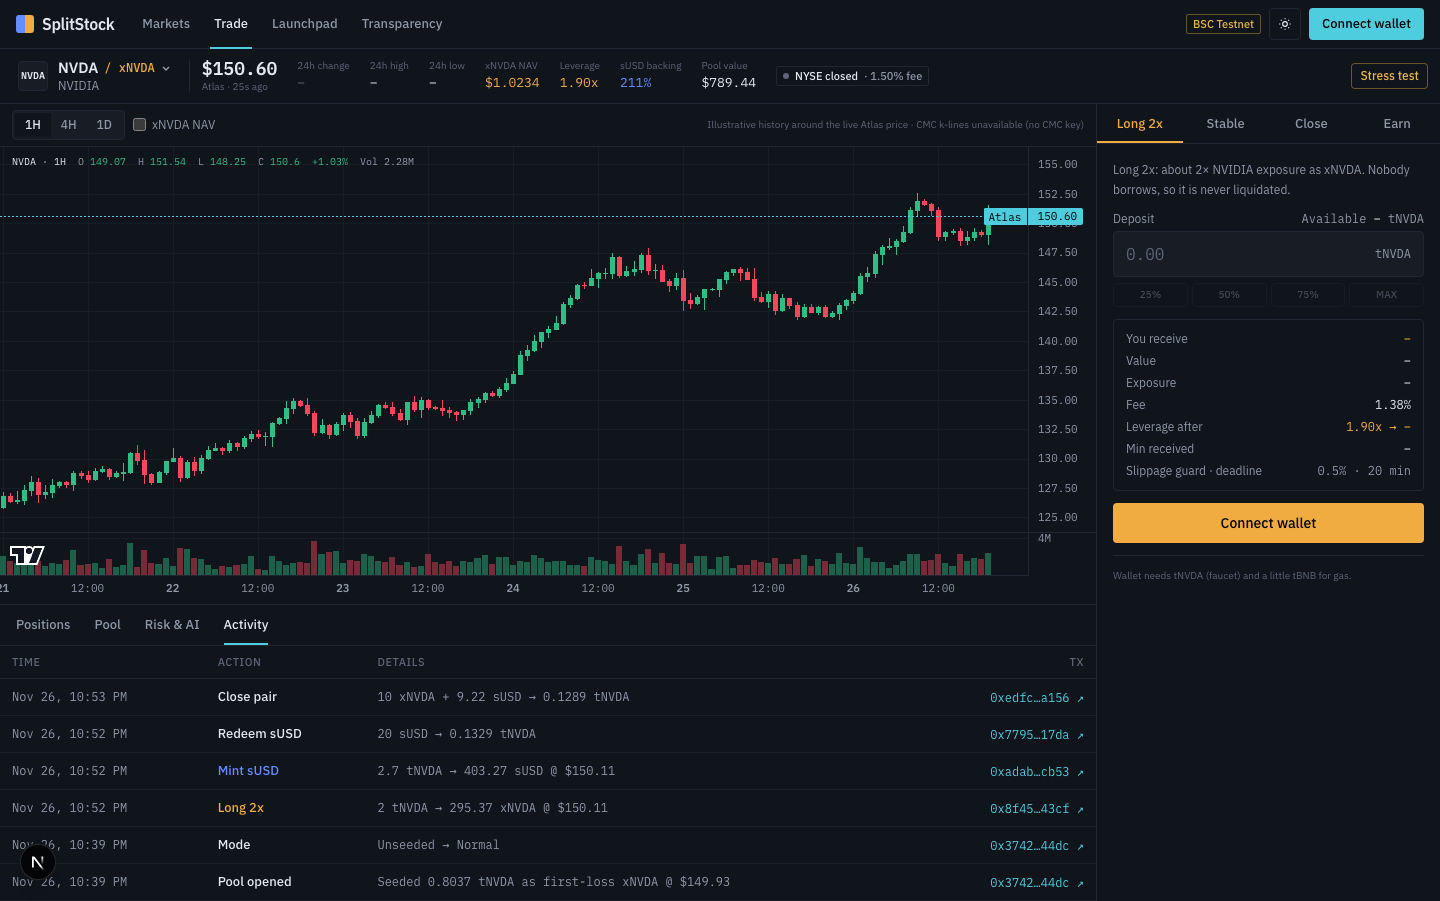 SplitStock Markets Trade Launchpad Transparency BSC Testnet Connect wallet
NVDA NVDA / xNVDA NVIDIA
$150.60 Atlas · 25s ago
24h change –
24h high –
24h low –
xNVDA NAV $1.0234
Leverage 1.90x
sUSD backing 211%
Pool value $789.44
NYSE closed · 1.50% fee
Stress test
1H 4H 1D xNVDA NAV
Illustrative history around the live Atlas price · CMC k-lines unavailable (no CMC key)
NVDA · 1H O 149.07 H 151.54 L 148.25 C 150.6 +1.03% Vol 2.28M
155.00
152.50
Atlas 150.60
147.50
145.00
142.50
140.00
137.50
135.00
132.50
130.00
127.50
125.00
4M
21 12:00 22 12:00 23 12:00 24 12:00 25 12:00 26 12:00
Long 2x Stable Close Earn
Long 2x: about 2× NVIDIA exposure as xNVDA. Nobody
borrows, so it is never liquidated.
Deposit Available – tNVDA
0.00 tNVDA
25% 50% 75% MAX
You receive –
Value –
Exposure –
Fee 1.38%
Leverage after 1.90x → –
Min received –
Slippage guard · deadline 0.5% · 20 min
Connect wallet
Wallet needs tNVDA (faucet) and a little tBNB for gas.
Positions Pool Risk & AI Activity
TIME ACTION DETAILS TX
Nov 26, 10:53 PM Close pair 10 xNVDA + 9.22 sUSD → 0.1289 tNVDA 0xedfc…a156 ↗
Nov 26, 10:52 PM Redeem sUSD 20 sUSD → 0.1329 tNVDA 0x7795…17da ↗
Nov 26, 10:52 PM Mint sUSD 2.7 tNVDA → 403.27 sUSD @ $150.11 0xadab…cb53 ↗
Nov 26, 10:52 PM Long 2x 2 tNVDA → 295.37 xNVDA @ $150.11 0x8f45…43cf ↗
Nov 26, 10:39 PM Mode Unseeded → Normal 0x3742…44dc ↗
Nov 26, 10:39 PM Pool opened Seeded 0.8037 tNVDA as first-loss xNVDA @ $149.93 0x3742…44dc ↗
N